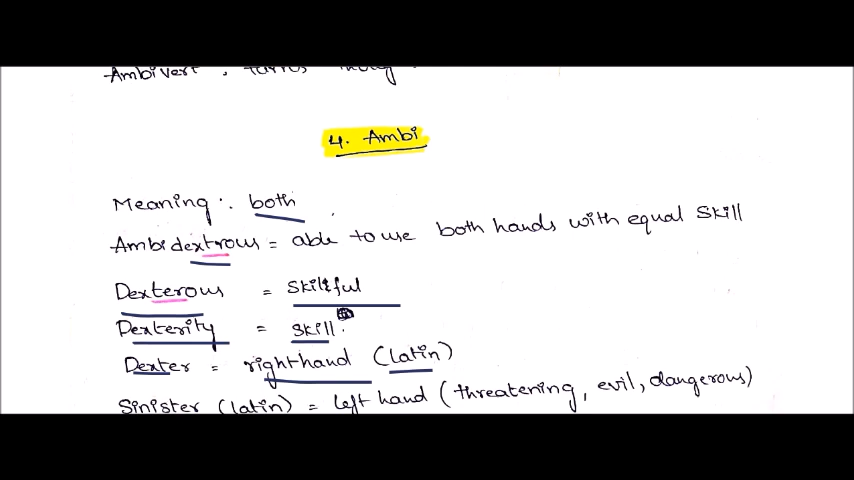 Ambivert
4. Ambi
Meaning : both
Ambidextrous = able to use both hands with equal skill
Dexterous = Skillful
Dexterity = skill.
Dexter = right hand (latin)
Sinister (latin) = left hand (threatening, evil, dangerous)